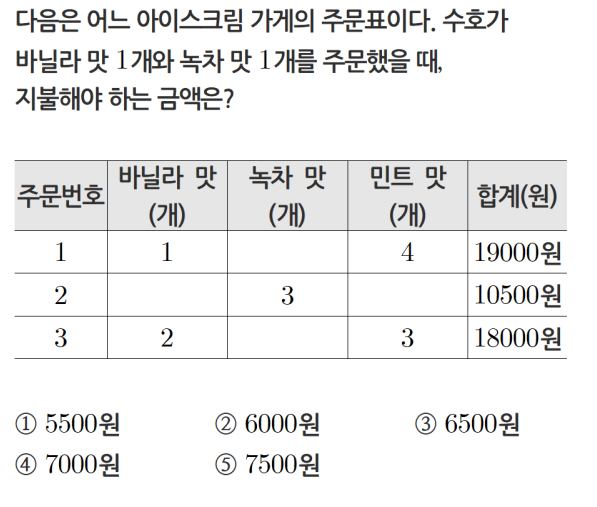 다음은 어느 아이스크림 가게의 주문표이다. 수호가
바닐라 맛 1개와 녹차 맛 1개를 주문했을 때,
지불해야 하는 금액은?
주문번호 바닐라 맛 (개) 녹차 맛 (개) 민트 맛 (개) 합계(원)
1 1 4 19000원
2 3 10500원
3 2 3 18000원
① 5500원 ② 6000원 ③ 6500원
④ 7000원 ⑤ 7500원